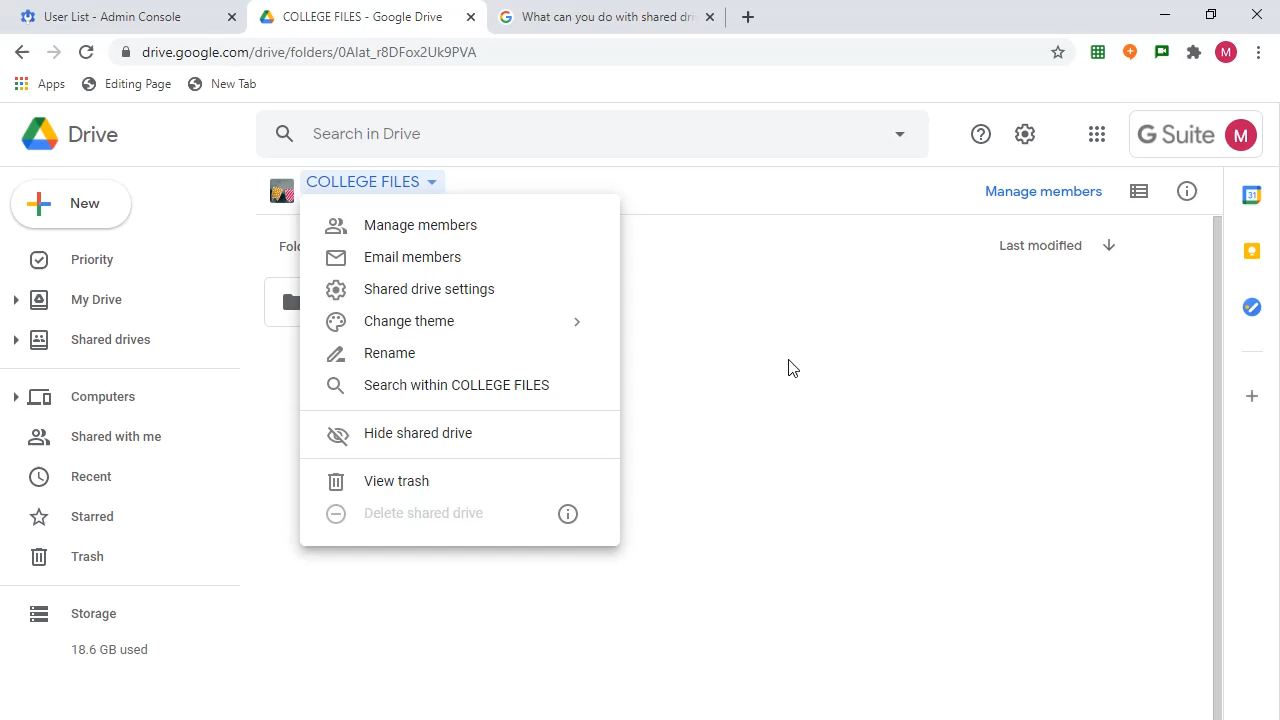 User List - Admin Console
COLLEGE FILES - Google Drive
What can you do with shared dri
drive.google.com/drive/folders/0AIat_r8DFox2Uk9PVA
M
Apps
Editing Page
New Tab
Drive
Search in Drive
G Suite
M
New
COLLEGE FILES
Manage members
Priority
My Drive
Shared drives
Computers
Shared with me
Recent
Starred
Trash
Storage
18.6 GB used
Fol
Last modified
Manage members
Email members
Shared drive settings
Change theme
Rename
Search within COLLEGE FILES
Hide shared drive
View trash
Delete shared drive
31